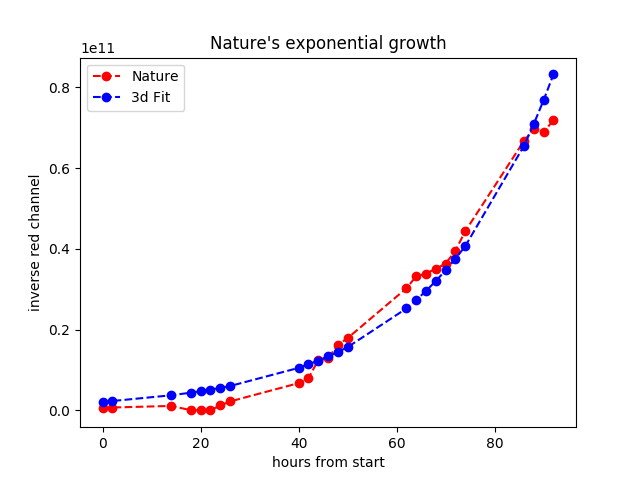 Nature's exponential growth
1e11
Nature
3d Fit
0.8
0.6
0.4
0.2
0.0
inverse red channel
0 20 40 60 80
hours from start